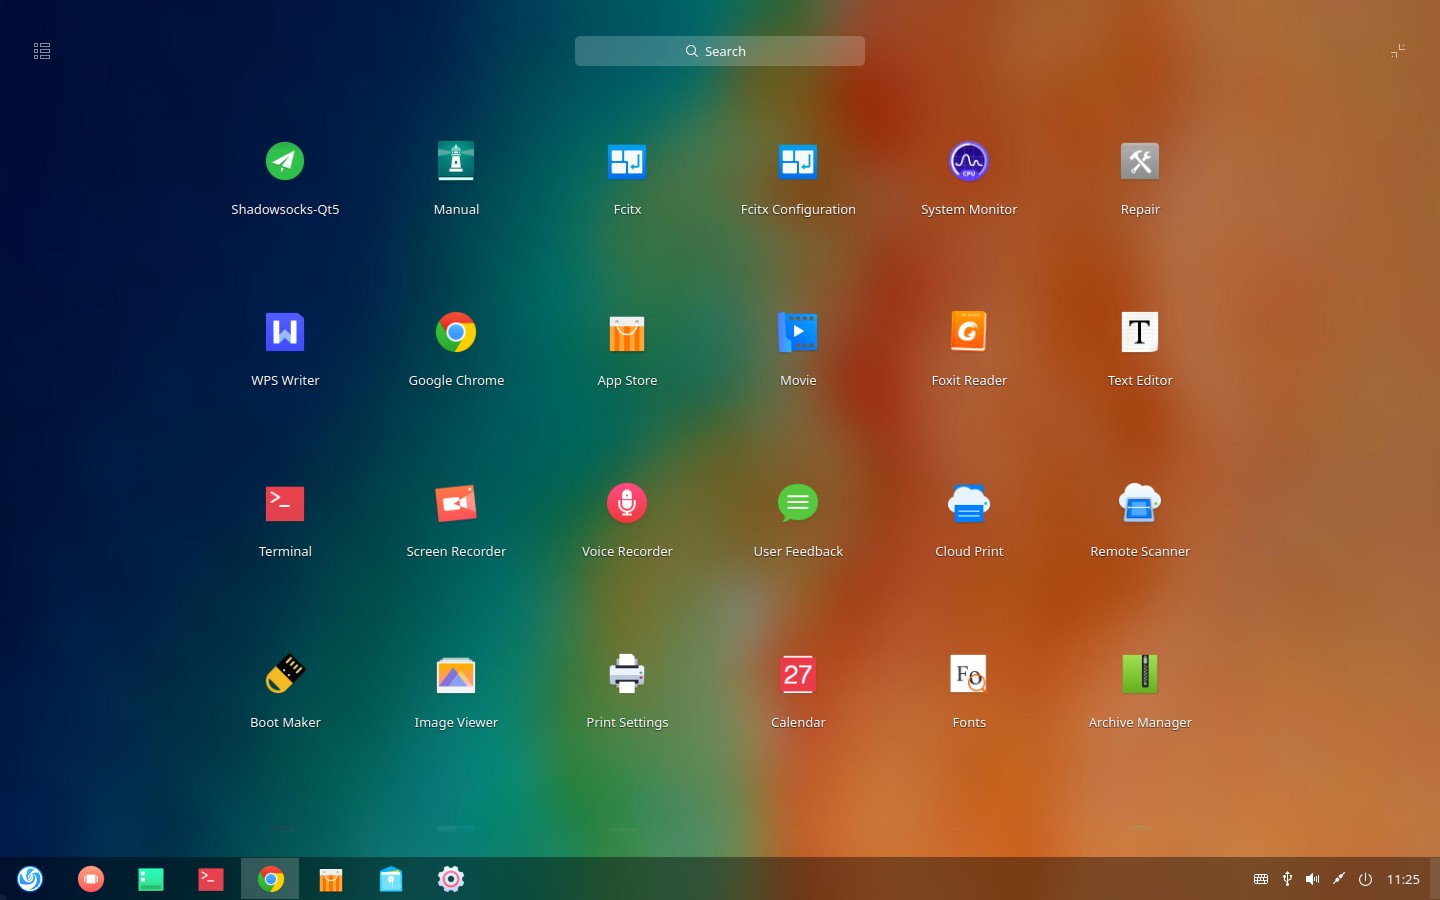 Search
Shadowsocks-Qt5
Manual
Fcitx
Fcitx Configuration
System Monitor
Repair
CPU
WPS Writer
Google Chrome
App Store
Movie
Foxit Reader
Text Editor
W
T
Terminal
Screen Recorder
Voice Recorder
User Feedback
Cloud Print
Remote Scanner
>_
27
Fo
Boot Maker
Image Viewer
Print Settings
Calendar
Fonts
Archive Manager
>_
11:25